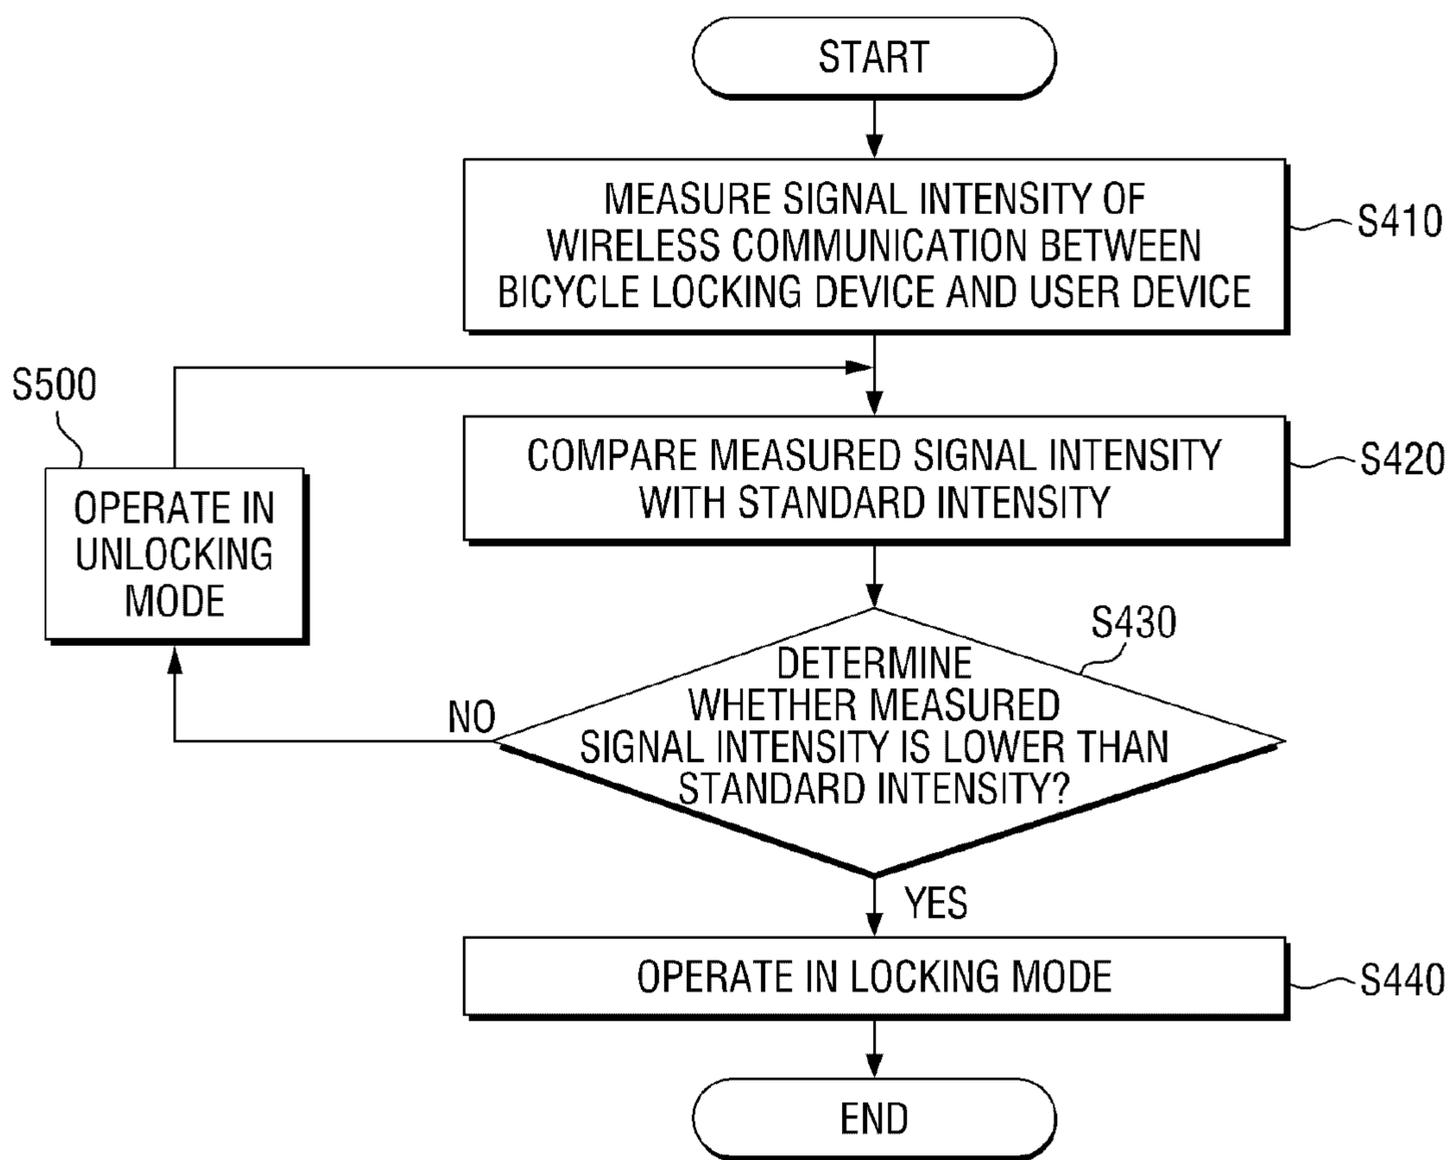 START
MEASURE SIGNAL INTENSITY OF
WIRELESS COMMUNICATION BETWEEN
BICYCLE LOCKING DEVICE AND USER DEVICE
S410
S500
COMPARE MEASURED SIGNAL INTENSITY
WITH STANDARD INTENSITY
S420
OPERATE IN
UNLOCKING
MODE
S430
DETERMINE
WHETHER MEASURED
SIGNAL INTENSITY IS LOWER THAN
STANDARD INTENSITY?
NO
YES
OPERATE IN LOCKING MODE
S440
END